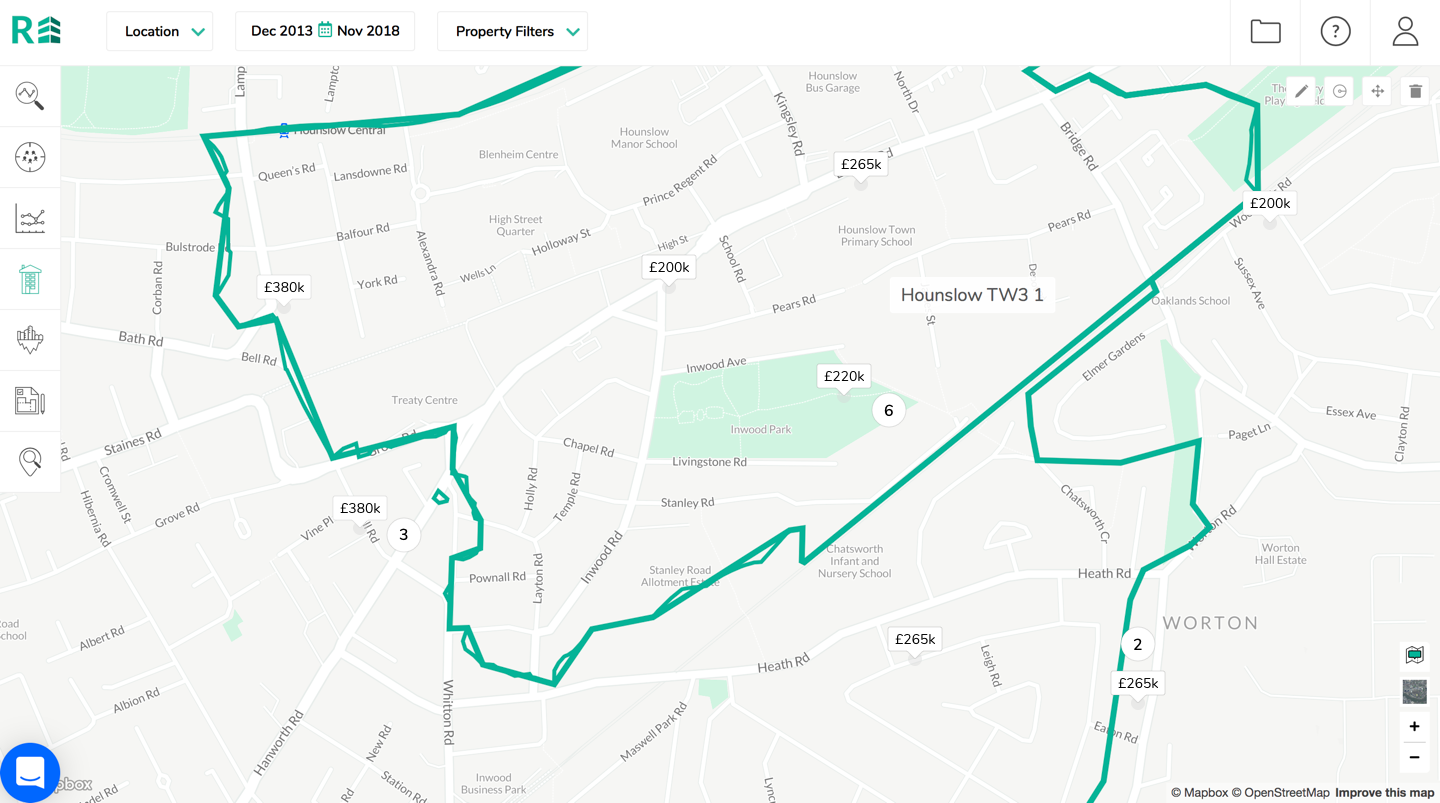 RE
Location
Dec 2013
Nov 2018
Property Filters
?
Hounslow
Bus Garage
North Dr
Kingsley Rd
Hounslow Central
Hounslow
Manor School
Blenheim Centre
£265k
Bridge Rd
Queen's Rd
Lansdowne Rd
Prince Regent Rd
£200k
High Street
Quarter
Balfour Rd
Alexandra Rd
Holloway St
High St
School Rd
Hounslow Town
Primary School
Pears Rd
Bulstrode
Corban Rd
Wells Ln
York Rd
£200k
£380k
Hounslow TW3 1
Sussex Ave
Oaklands School
Pears Rd
St
Bath Rd
Bell Rd
Inwood Ave
Elmer Gardens
£220k
6
Treaty Centre
Inwood Park
Essex Ave
Clayton Rd
Paget Ln
Staines Rd
Rd
Chapel Rd
Livingstone Rd
Cromwell St
Hibernia Rd
Grove Rd
Holly Rd
Temple Rd
Stanley Rd
£380k
Vine Pl
ll Rd
3
Chatsworth Cr
Worton Rd
Inwood Rd
Chatsworth
Infant and
Nursery School
Worton
Hall Estate
Stanley Road
Allotment Estate
Pownall Rd
Layton Rd
Heath Rd
WORTON
Albert Rd
£265k
2
Heath Rd
Leigh Rd
£265k
Albion Rd
Whitton Rd
Hanworth Rd
Maswell Park Rd
New Rd
Eaton Rd
+
−
Station Rd
Inwood
Business Park
Rd
© Mapbox © OpenStreetMap Improve this map